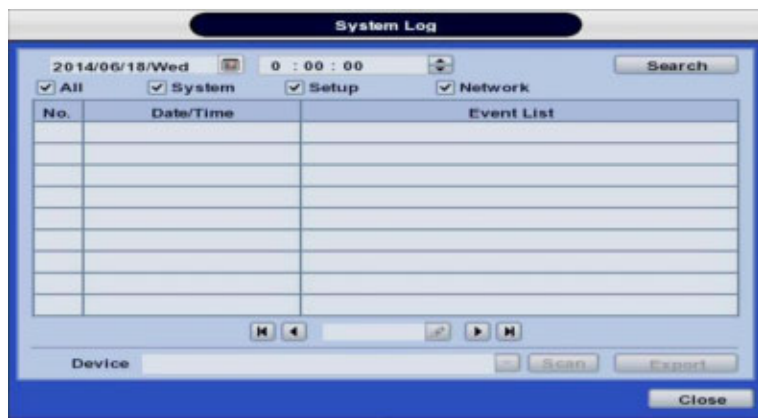 System Log
2014/06/18/Wed 0 : 00 : 00 Search
All System Setup Network
No. Date/Time Event List
Device Scan Export
Close